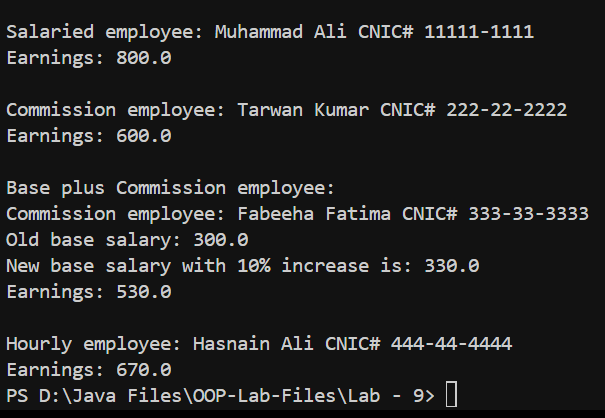 Salaried employee: Muhammad Ali CNIC# 11111-1111
Earnings: 800.0
Commission employee: Tarwan Kumar CNIC# 222-22-2222
Earnings: 600.0
Base plus Commission employee:
Commission employee: Fabeeha Fatima CNIC# 333-33-3333
Old base salary: 300.0
New base salary with 10% increase is: 330.0
Earnings: 530.0
Hourly employee: Hasnain Ali CNIC# 444-44-4444
Earnings: 670.0
PS D:\Java Files\OOP-Lab-Files\Lab - 9>